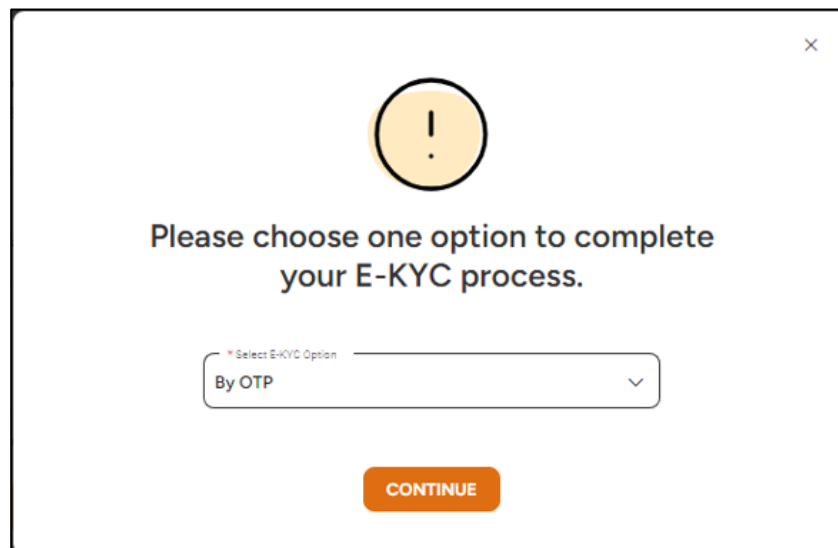 Please choose one option to complete
your E-KYC process.
* Select E-KYC Option
By OTP
CONTINUE